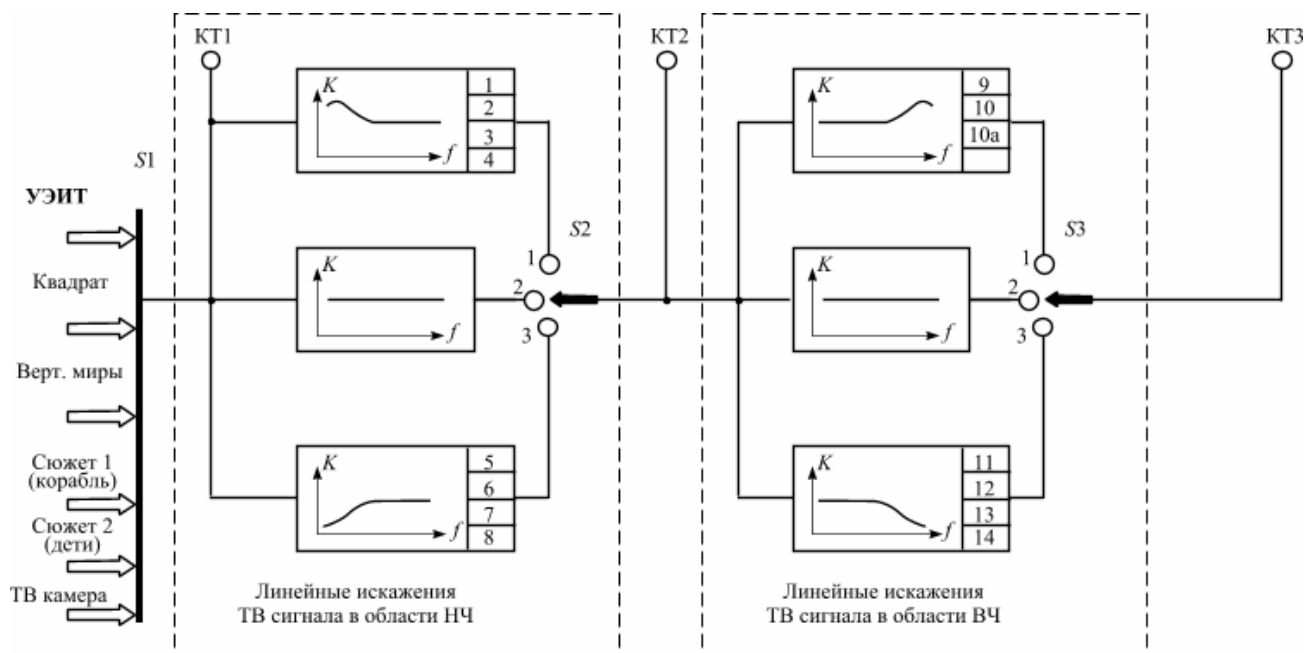 КТ1
КТ2
КТ3
S1
УЭИТ
Квадрат
Верт. миры
Сюжет 1
(корабль)
Сюжет 2
(дети)
ТВ камера
K
f
1
2
3
4
K
f
K
f
5
6
7
8
S2
1
2
3
Линейные искажения
ТВ сигнала в области НЧ
K
f
9
10
10а
K
f
K
f
11
12
13
14
S3
1
2
3
Линейные искажения
ТВ сигнала в области ВЧ